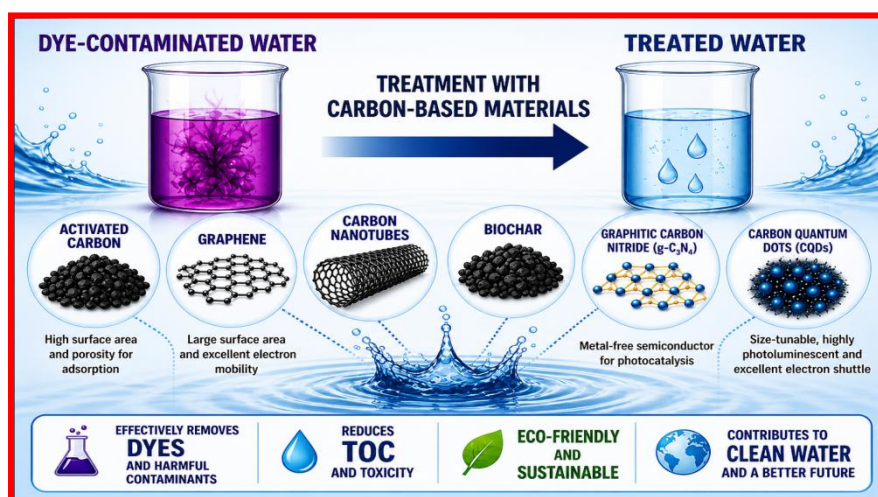 DYE-CONTAMINATED WATER
TREATED WATER
TREATMENT WITH
CARBON-BASED MATERIALS
ACTIVATED
CARBON
High surface area
and porosity for
adsorption
GRAPHENE
Large surface area
and excellent electron
mobility
CARBON
NANOTUBES
BIOCHAR
GRAPHITIC CARBON
NITRIDE (g-C₃N₄)
Metal-free semiconductor
for photocatalysis
CARBON QUANTUM
DOTS (CQDs)
Size-tunable, highly
photoluminescent and
excellent electron shuttle
EFFECTIVELY REMOVES
DYES
AND HARMFUL
CONTAMINANTS
REDUCES
TOC
AND TOXICITY
ECO-FRIENDLY
AND
SUSTAINABLE
CONTRIBUTES TO
CLEAN WATER
AND A BETTER FUTURE